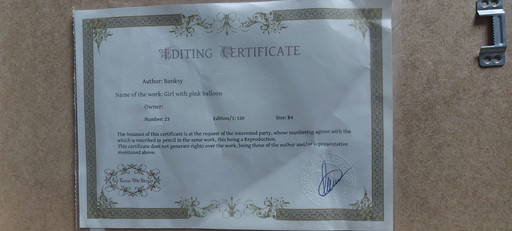 EDITING CERTIFICATE
Author: Banksy
Name of the work: Girl with pink balloon
Owner:
Number: 23 Edition/1: 150 Size: B4
The issuance of this certificate is at the request of the interested party, whose numbering agrees with the
which is inscribed in pencil in the same work, this being a Reproduction.
This certificate does not generate rights over the work, being those of the author and/or representative
mentioned above.